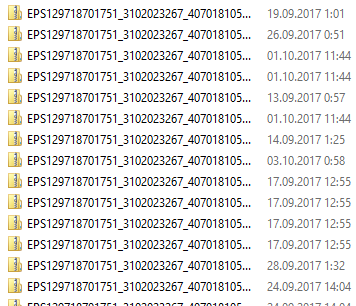 EPS129718701751_3102023267_407018105... 19.09.2017 1:01
EPS129718701751_3102023267_407018105... 26.09.2017 0:51
EPS129718701751_3102023267_407018105... 01.10.2017 11:44
EPS129718701751_3102023267_407018105... 01.10.2017 11:44
EPS129718701751_3102023267_407018105... 13.09.2017 0:57
EPS129718701751_3102023267_407018105... 01.10.2017 11:44
EPS129718701751_3102023267_407018105... 14.09.2017 1:25
EPS129718701751_3102023267_407018105... 03.10.2017 0:58
EPS129718701751_3102023267_407018105... 17.09.2017 12:55
EPS129718701751_3102023267_407018105... 17.09.2017 12:55
EPS129718701751_3102023267_407018105... 17.09.2017 12:55
EPS129718701751_3102023267_407018105... 17.09.2017 12:55
EPS129718701751_3102023267_407018105... 28.09.2017 1:32
EPS129718701751_3102023267_407018105... 24.09.2017 14:04